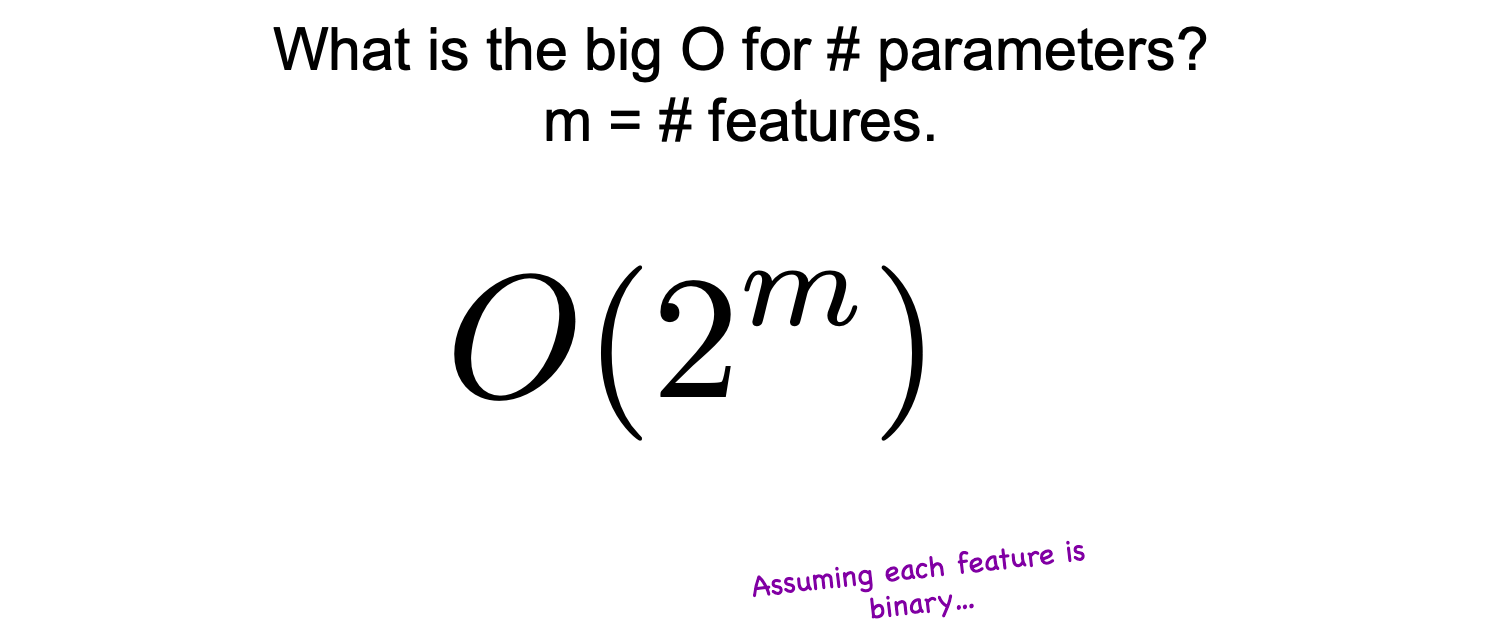 What is the big O for # parameters?
m = # features.
O(2^m)
Assuming each feature is
binary...